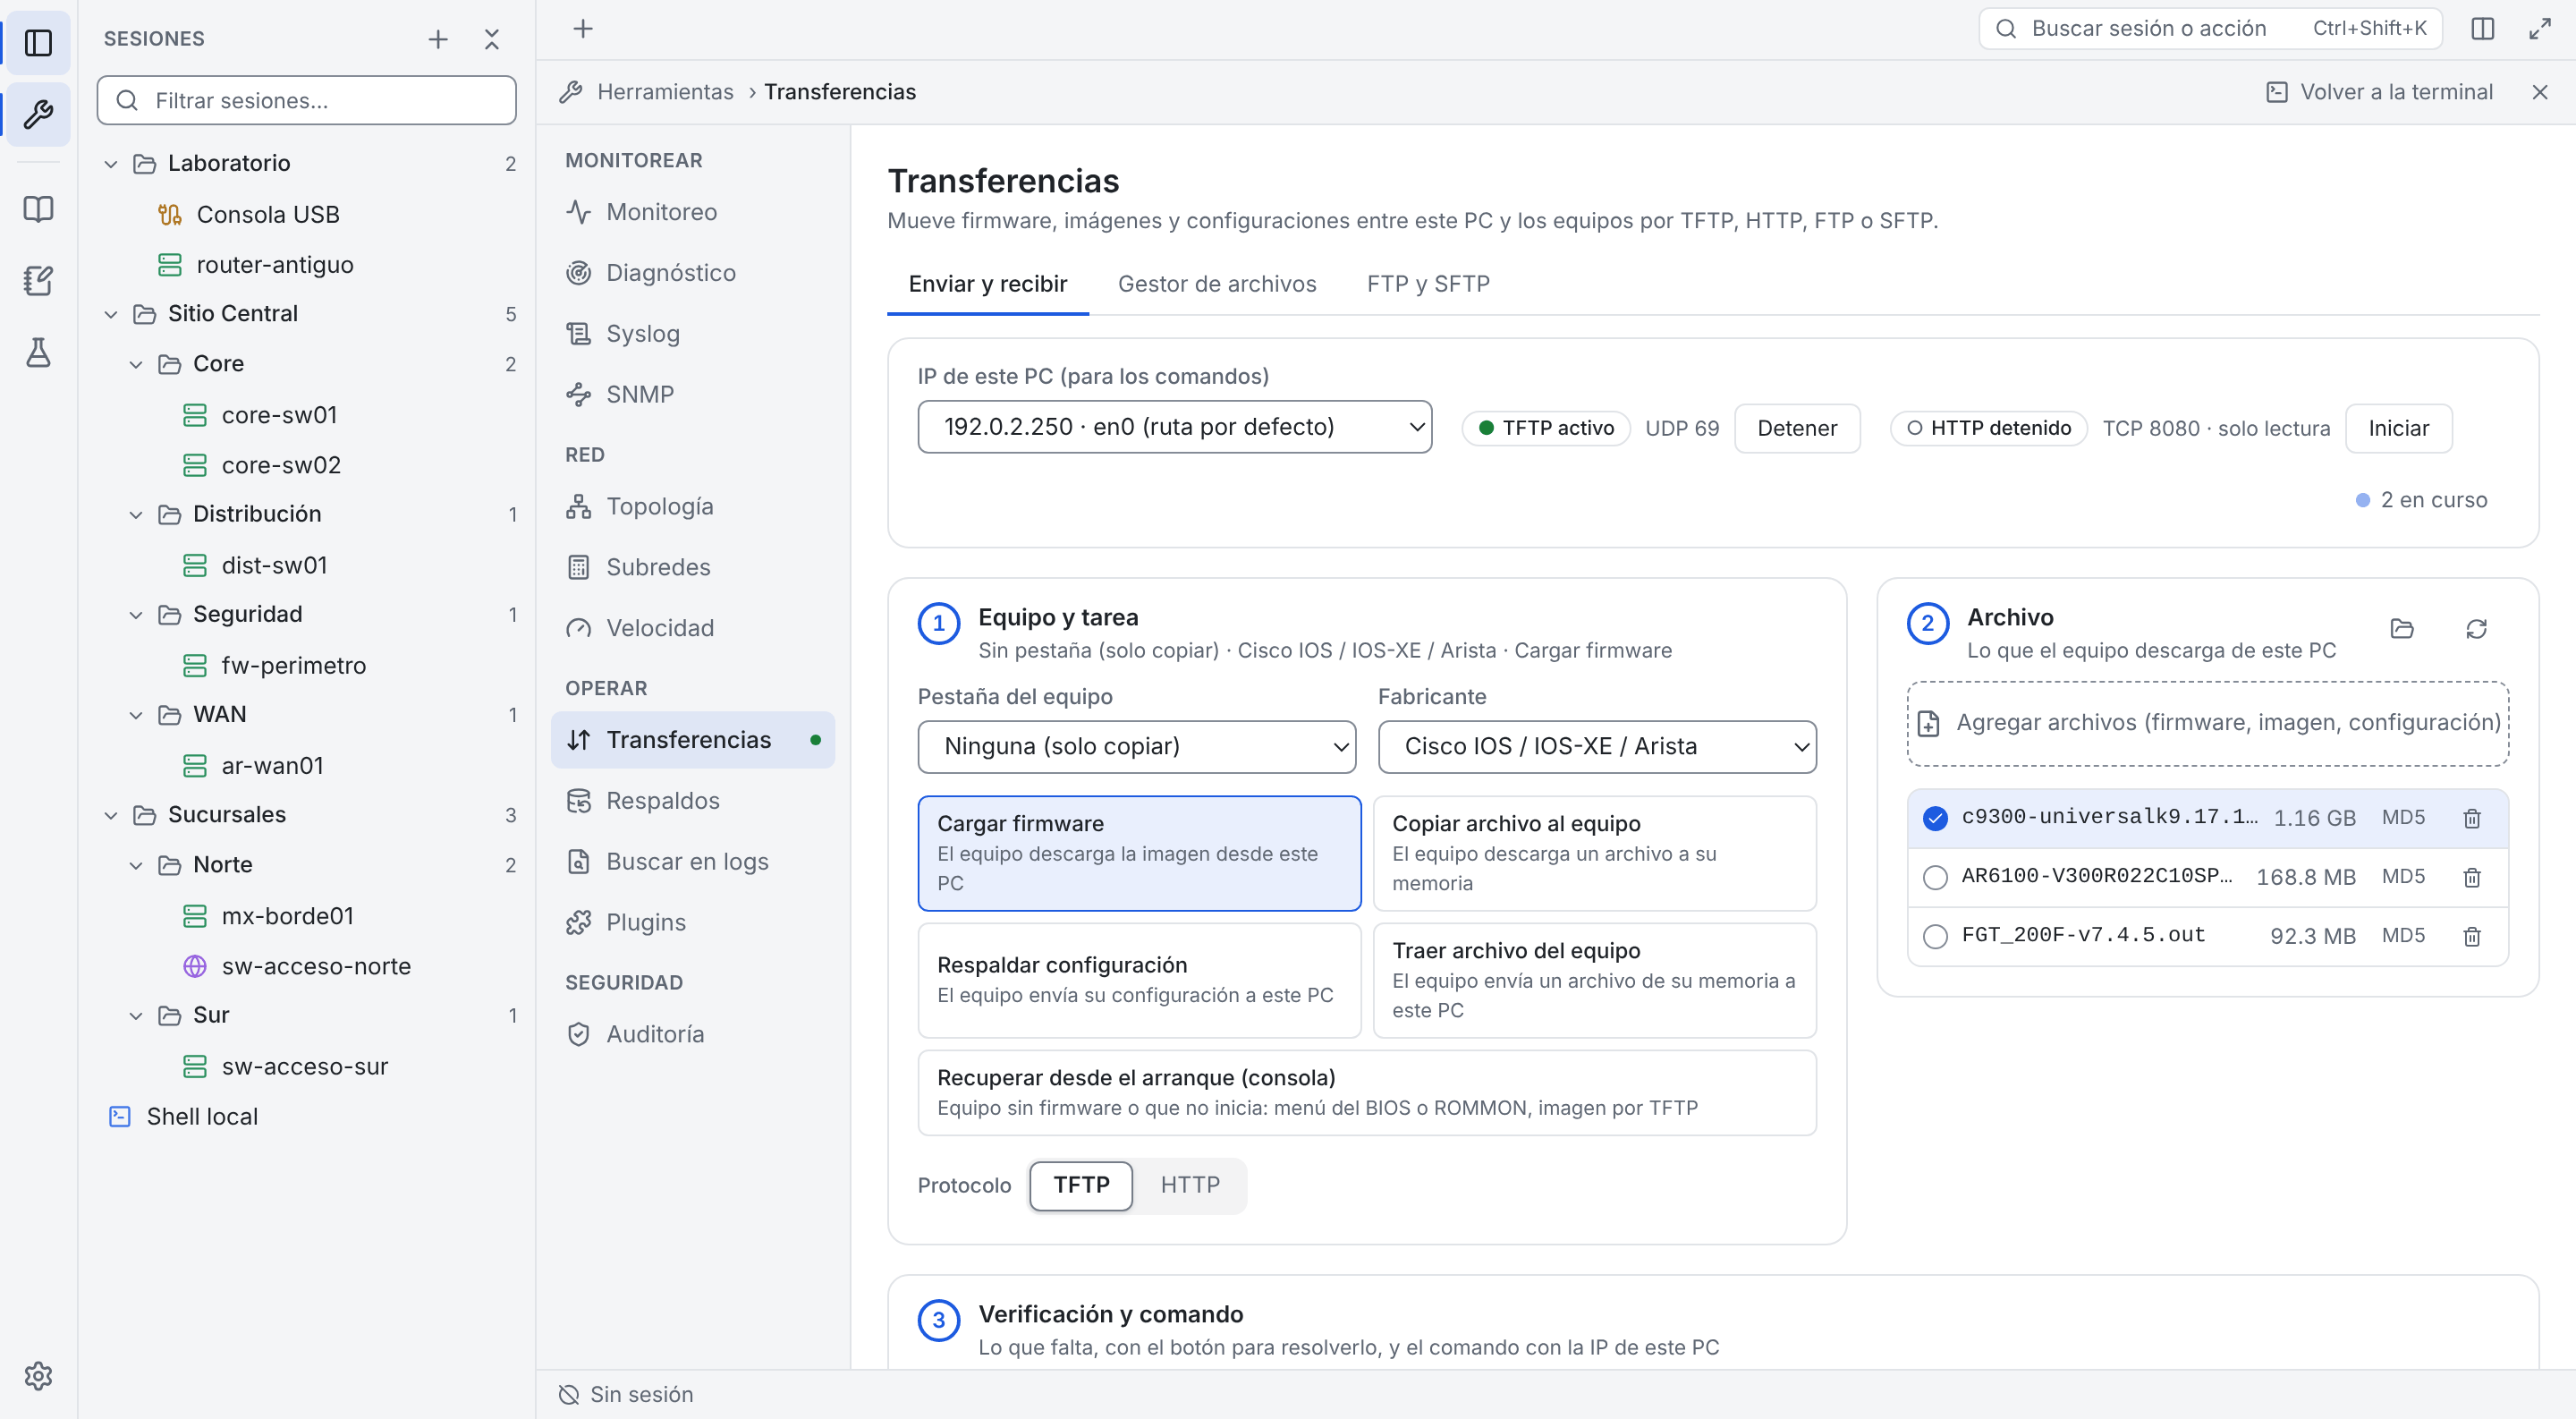 SESIONES
Filtrar sesiones...
Laboratorio 2
Consola USB
router-antiguo
Sitio Central 5
Core 2
core-sw01
core-sw02
Distribución 1
dist-sw01
Seguridad 1
fw-perimetro
WAN 1
ar-wan01
Sucursales 3
Norte 2
mx-borde01
sw-acceso-norte
Sur 1
sw-acceso-sur
Shell local
Buscar sesión o acción Ctrl+Shift+K
Herramientas › Transferencias
Volver a la terminal
MONITOREAR
Monitoreo
Diagnóstico
Syslog
SNMP
RED
Topología
Subredes
Velocidad
OPERAR
Transferencias
Respaldos
Buscar en logs
Plugins
SEGURIDAD
Auditoría
Transferencias
Mueve firmware, imágenes y configuraciones entre este PC y los equipos por TFTP, HTTP, FTP o SFTP.
Enviar y recibir Gestor de archivos FTP y SFTP
IP de este PC (para los comandos)
192.0.2.250 · en0 (ruta por defecto) TFTP activo UDP 69 Detener HTTP detenido TCP 8080 · solo lectura Iniciar
2 en curso
1 Equipo y tarea
Sin pestaña (solo copiar) · Cisco IOS / IOS-XE / Arista · Cargar firmware
Pestaña del equipo Fabricante
Ninguna (solo copiar) Cisco IOS / IOS-XE / Arista
Cargar firmware
El equipo descarga la imagen desde este
PC
Copiar archivo al equipo
El equipo descarga un archivo a su
memoria
Respaldar configuración
El equipo envía su configuración a este PC
Traer archivo del equipo
El equipo envía un archivo de su memoria a
este PC
Recuperar desde el arranque (consola)
Equipo sin firmware o que no inicia: menú del BIOS o ROMMON, imagen por TFTP
Protocolo TFTP HTTP
2 Archivo
Lo que el equipo descarga de este PC
Agregar archivos (firmware, imagen, configuración)
c9300-universalk9.17.1… 1.16 GB MD5
AR6100-V300R022C10SP… 168.8 MB MD5
FGT_200F-v7.4.5.out 92.3 MB MD5
3 Verificación y comando
Lo que falta, con el botón para resolverlo, y el comando con la IP de este PC
Sin sesión